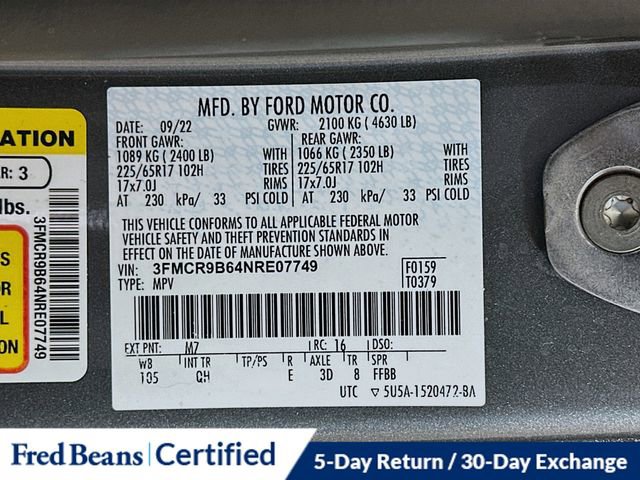 ATION
R: 3
lbs.
S
OR
L
ON
3FMCR9B64NRE07749
MFD. BY FORD MOTOR CO.
DATE: 09/22 GVWR: 2100 KG ( 4630 LB)
FRONT GAWR: REAR GAWR:
1089 KG ( 2400 LB) WITH 1066 KG ( 2350 LB) WITH
225/65R17 102H TIRES 225/65R17 102H TIRES
17x7.0J RIMS 17x7.0J RIMS
AT 230 kPa/ 33 PSI COLD AT 230 kPa/ 33 PSI COLD
THIS VEHICLE CONFORMS TO ALL APPLICABLE FEDERAL MOTOR
VEHICLE SAFETY AND THEFT PREVENTION STANDARDS IN
EFFECT ON THE DATE OF MANUFACTURE SHOWN ABOVE.
VIN: 3FMCR9B64NRE07749 F0159
TYPE: MPV T0379
EXT PNT: M7 RC: 16 DSO:
WB INT TR TP/PS R AXLE TR SPR
105 QH E 3D 8 FFBB
UTC ▽ 5U5A-1520472-BA
Fred Beans Certified
5-Day Return / 30-Day Exchange